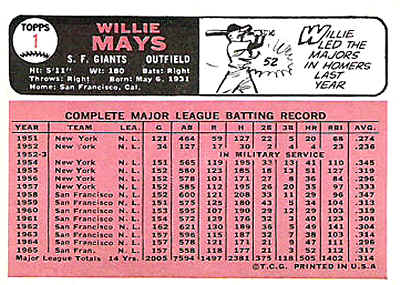 TOPPS
1
WILLIE
MAYS
S. F. GIANTS OUTFIELD
Ht: 5'11" Wt: 180 Bats: Right
Throws: Right Born: May 6, 1931
Home: San Francisco, Cal.
52
WILLIE
LED THE
MAJORS
IN HOMERS
LAST
YEAR
COMPLETE MAJOR LEAGUE BATTING RECORD
YEAR TEAM LEA. G AB R H 2B 3B HR RBI AVG.
1951 New York N.L. 121 464 59 127 22 5 20 68 .274
1952 New York N.L. 34 127 17 30 2 4 4 23 .236
1952-3 IN MILITARY SERVICE
1954 New York N.L. 151 565 119 195 33 13 41 110 .345
1955 New York N.L. 152 580 123 185 18 13 51 127 .319
1956 New York N.L. 152 578 101 171 27 8 36 84 .296
1957 New York N.L. 152 585 112 195 26 20 35 97 .333
1958 San Francisco N.L. 152 600 121 208 33 11 29 96 .347
1959 San Francisco N.L. 151 575 125 180 43 5 34 104 .313
1960 San Francisco N.L. 153 595 107 190 29 12 29 103 .319
1961 San Francisco N.L. 154 572 129 176 32 3 40 123 .308
1962 San Francisco N.L. 162 621 130 189 36 5 49 141 .304
1963 San Francisco N.L. 157 596 115 187 32 7 38 103 .314
1964 San Francisco N.L. 157 578 121 171 21 9 47 111 .296
1965 San Fran. N.L. 157 558 118 177 21 3 52 112 .317
Major League Totals 14 Yrs. 2005 7594 1497 2381 375 118 505 1402 .314
©T.C.G. PRINTED IN U.S.A.